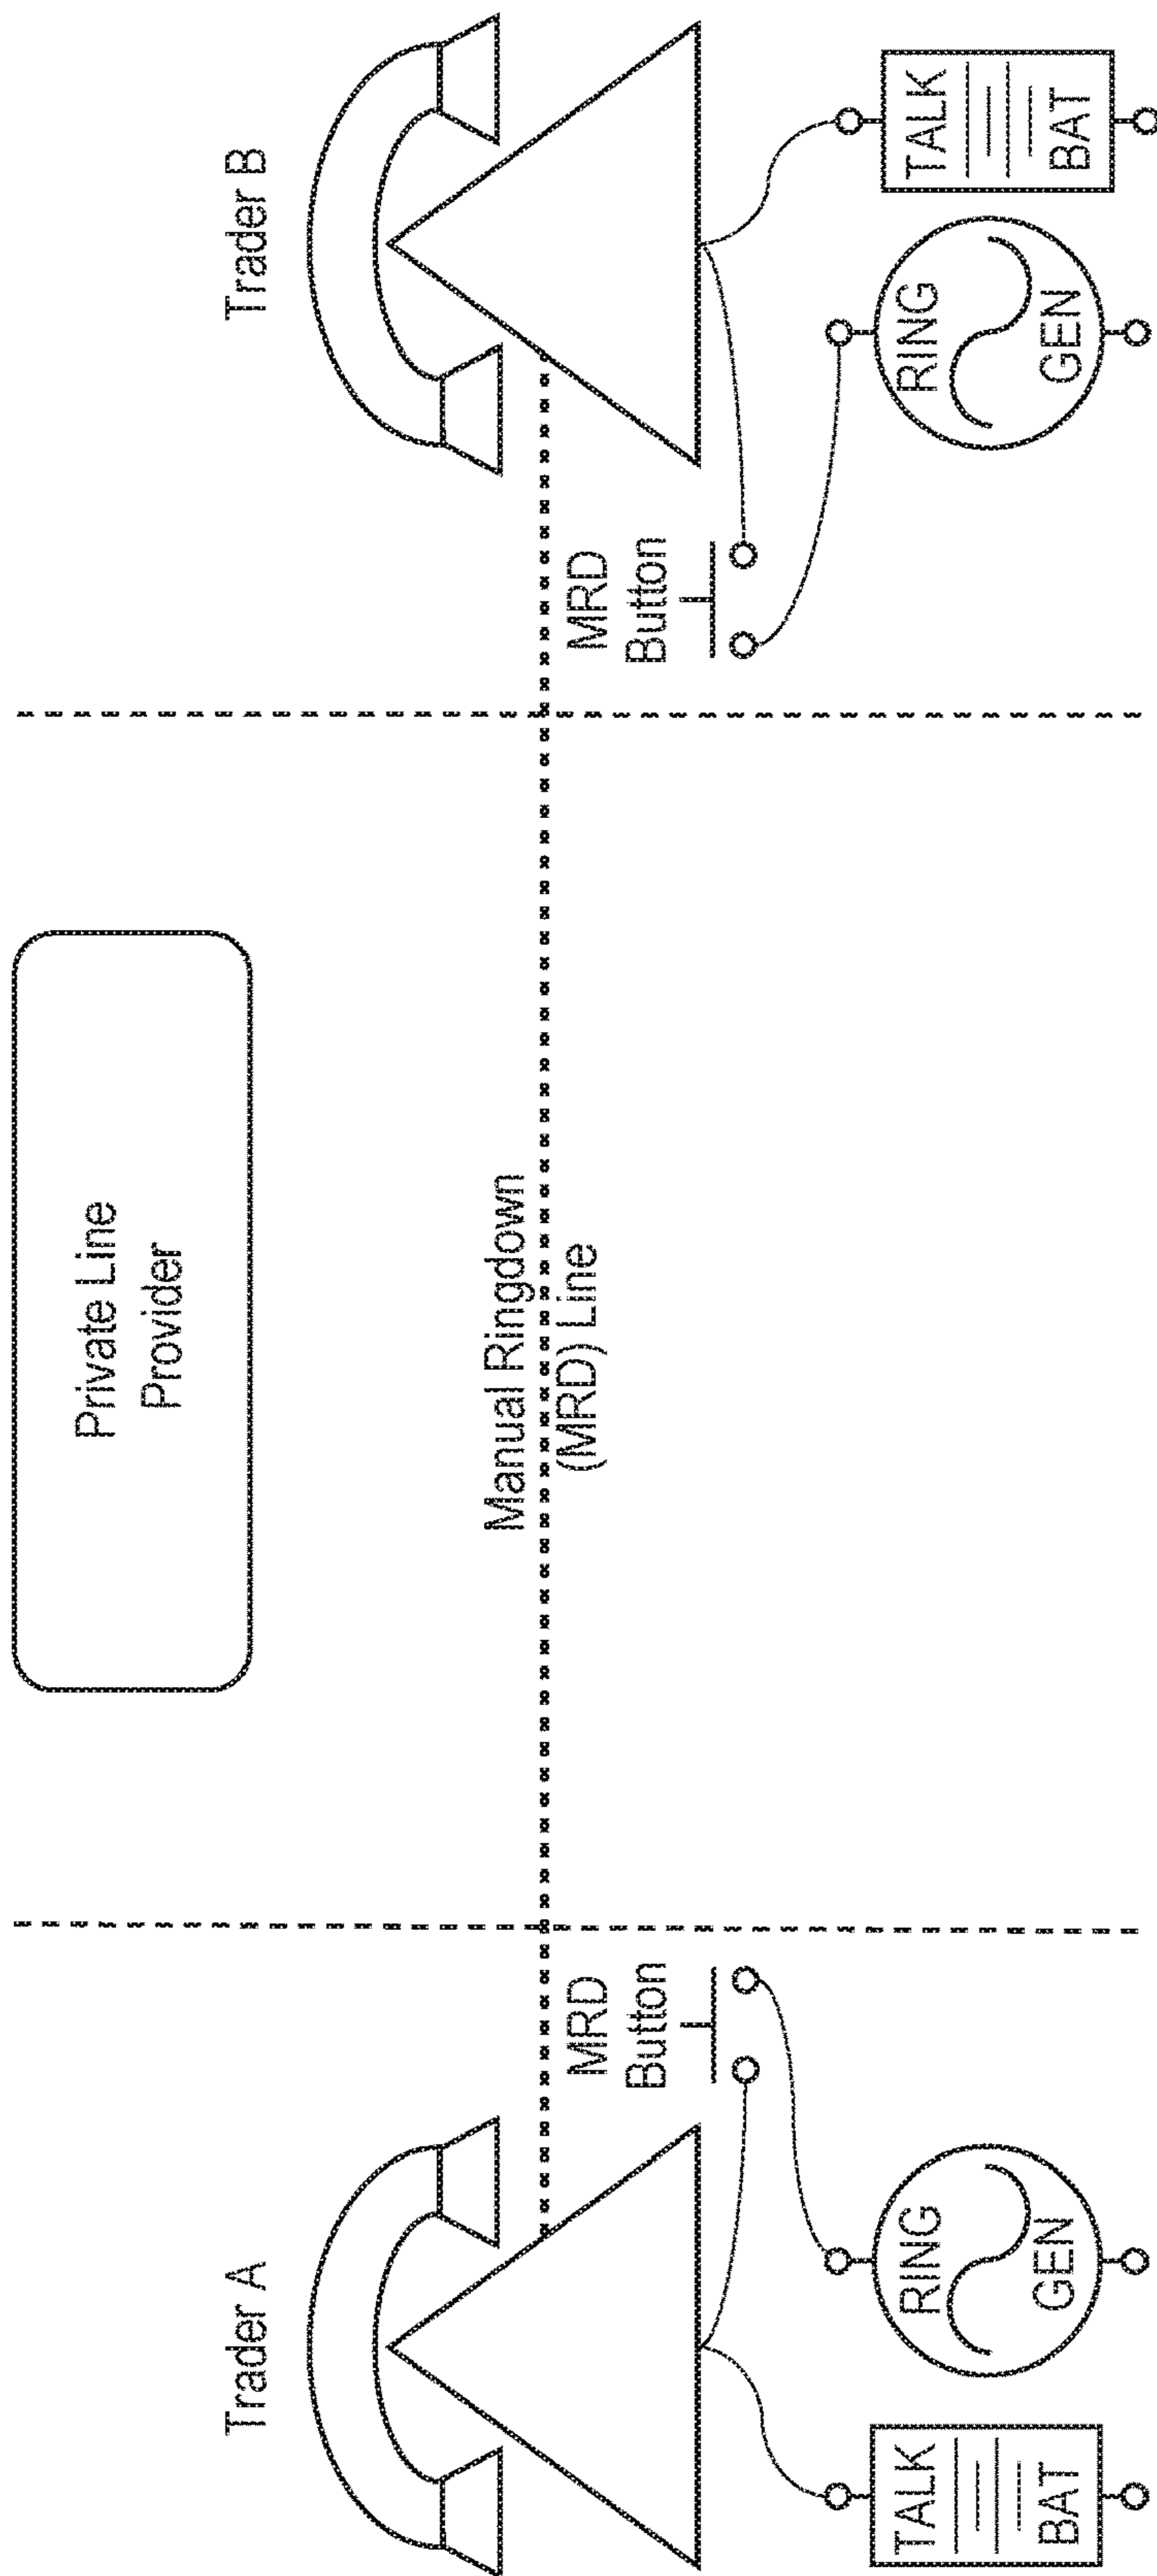 Private Line
Provider
Trader A
Trader B
Manual Ringdown
(MRD) Line
MRD
Button
MRD
Button
TALK
BAT
RING
GEN
RING
GEN
TALK
BAT